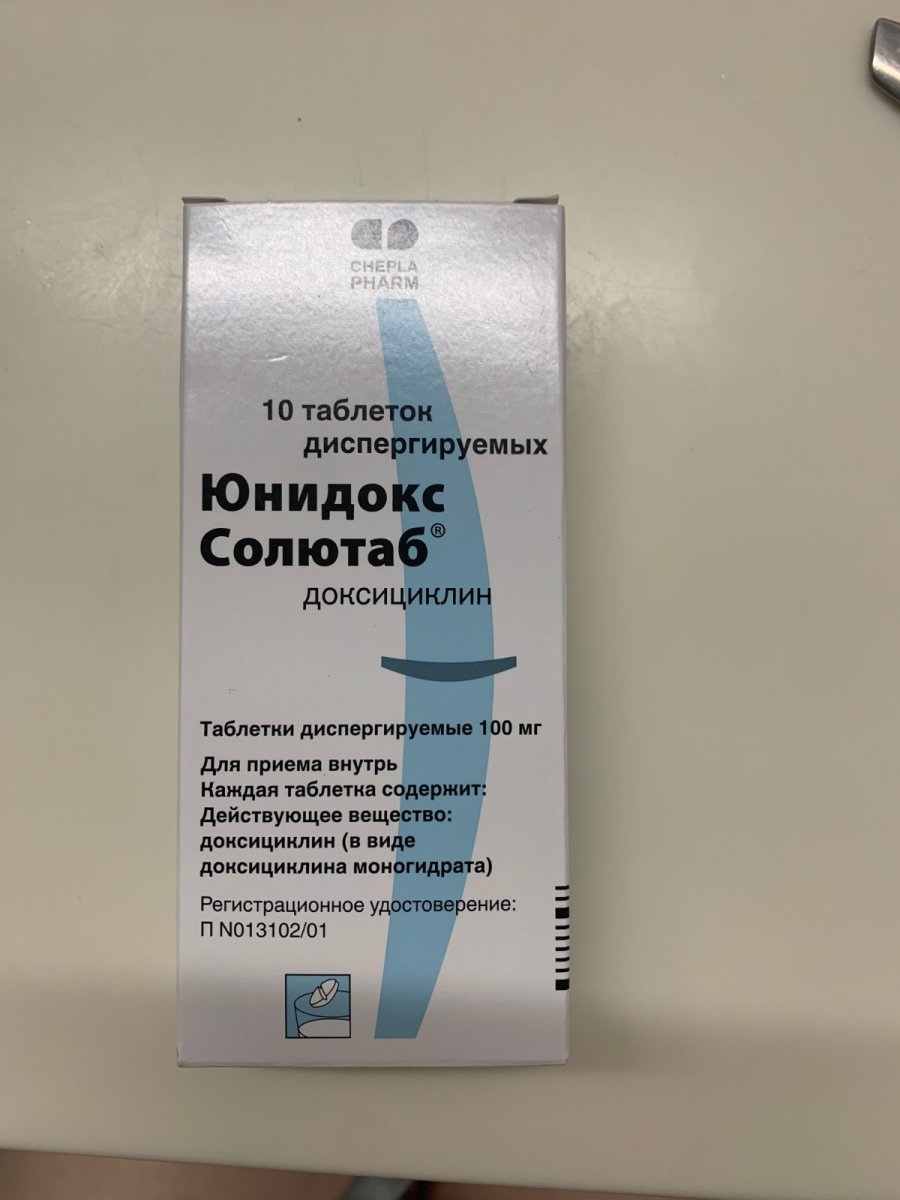 CHEPLA
PHARM
10 таблеток
диспергируемых
Юнидокс
Солютаб®
доксициклин
Таблетки диспергируемые 100 мг
Для приема внутрь
Каждая таблетка содержит:
Действующее вещество:
доксициклин (в виде
доксициклина моногидрата)
Регистрационное удостоверение:
П N013102/01